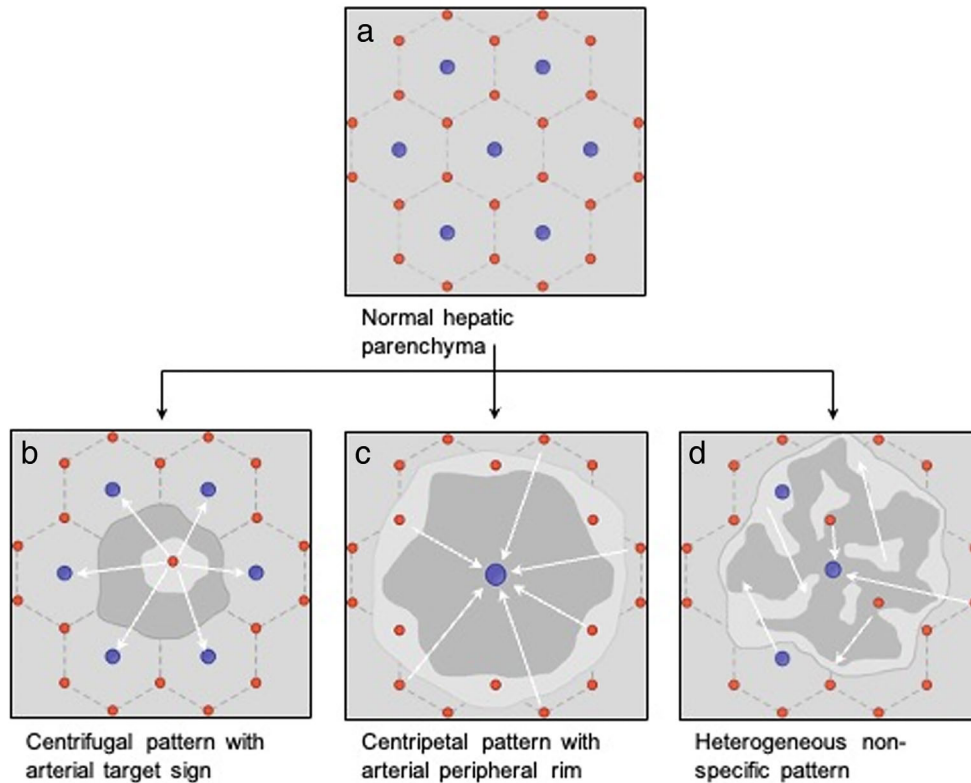 a
Normal hepatic
parenchyma
b
c
d
Centrifugal pattern with
arterial target sign
Centripetal pattern with
arterial peripheral rim
Heterogeneous non-
specific pattern